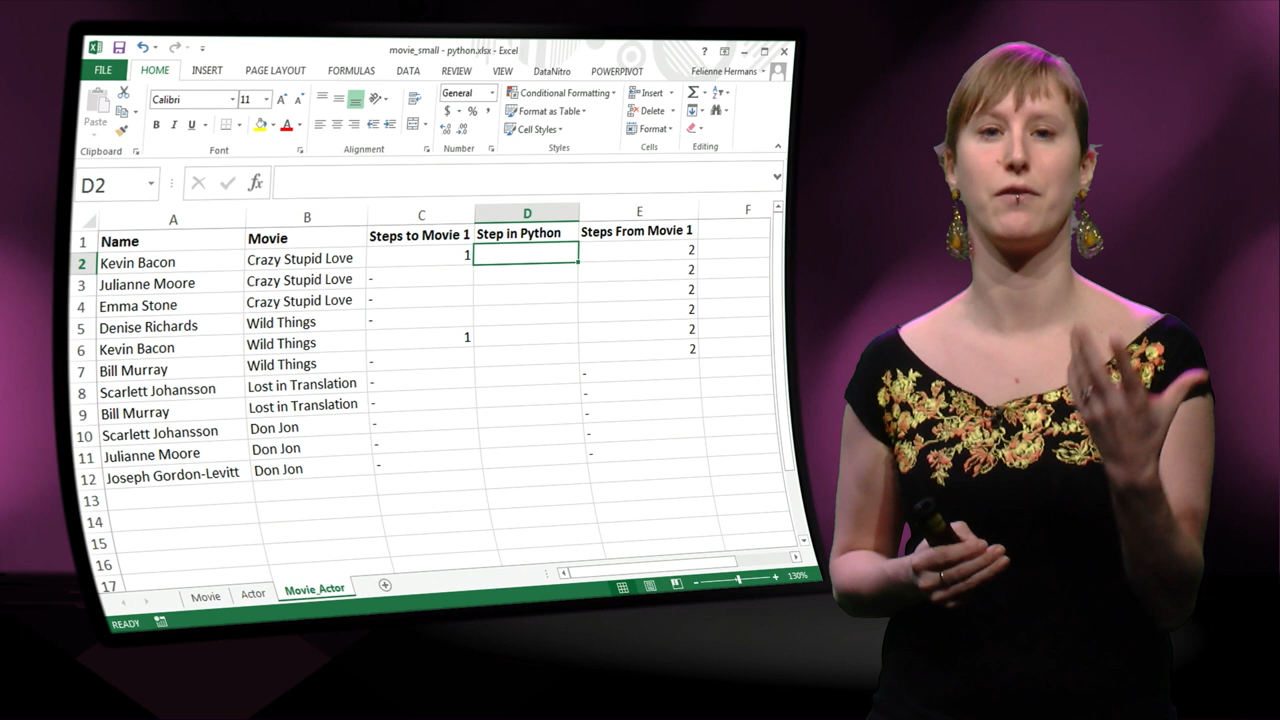 movie_small - python.xlsx - Excel
FILE HOME INSERT PAGE LAYOUT FORMULAS DATA REVIEW VIEW DataNitro POWERPIVOT Felienne Hermans
Paste
Calibri 11
B I U
General
$ % ,
Conditional Formatting
Format as Table
Cell Styles
Insert
Delete
Format
Clipboard Font Alignment Number Styles Cells Editing
D2 fx
A B C D E F
1 Name Movie Steps to Movie 1 Step in Python Steps From Movie 1
2 Kevin Bacon Crazy Stupid Love 1 2
3 Julianne Moore Crazy Stupid Love - 2
4 Emma Stone Crazy Stupid Love - 2
5 Denise Richards Wild Things - 2
6 Kevin Bacon Wild Things 1 2
7 Bill Murray Wild Things - 2
8 Scarlett Johansson Lost in Translation - -
9 Bill Murray Lost in Translation - -
10 Scarlett Johansson Don Jon - -
11 Julianne Moore Don Jon - -
12 Joseph Gordon-Levitt Don Jon - -
13
14
15
16
17
Movie Actor Movie_Actor
READY 130%